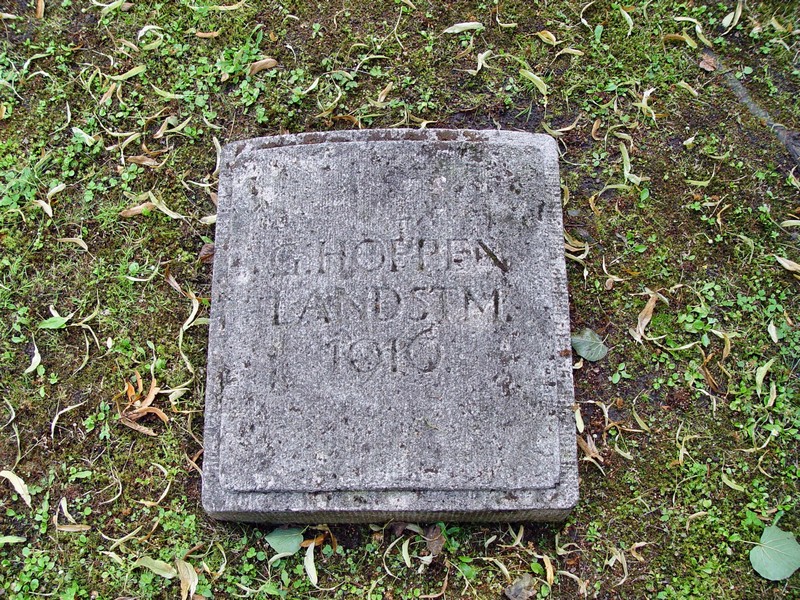 G. HOPPEN
LANDSTM.
1916.